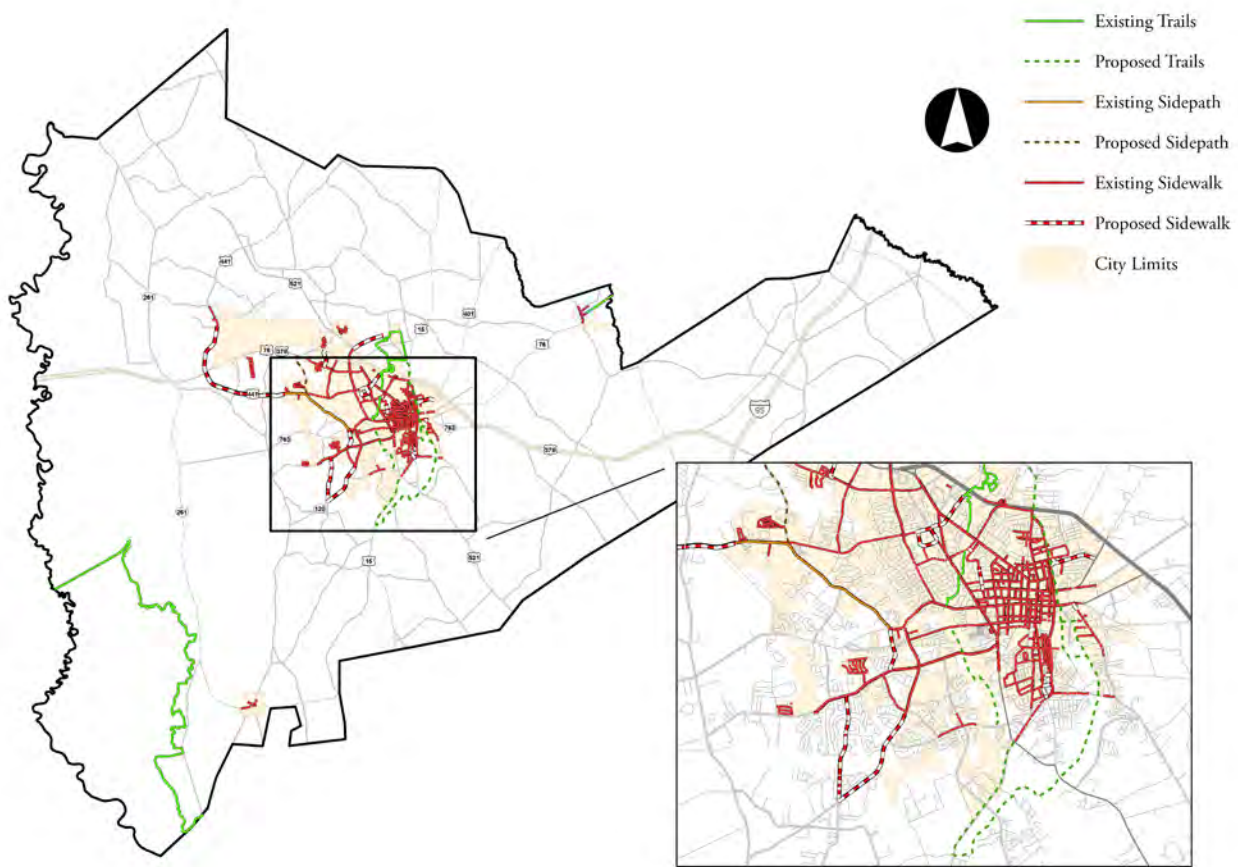 Existing Trails
Proposed Trails
Existing Sidepath
Proposed Sidepath
Existing Sidewalk
Proposed Sidewalk
City Limits
441
521
261
401
15
76
76
378
441
763
763
378
95
261
120
15
521